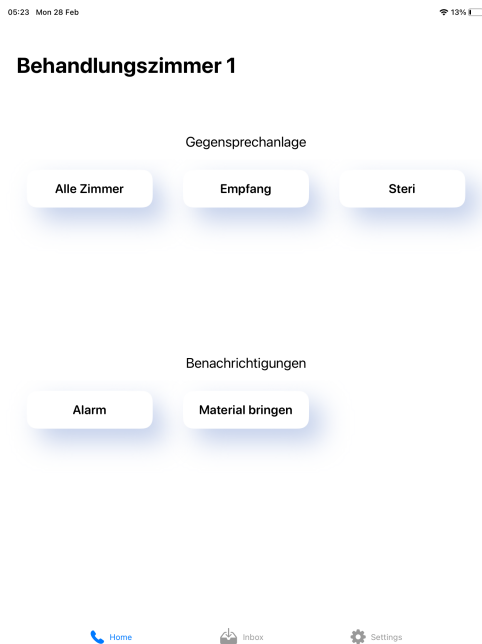 05:23 Mon 28 Feb 13%
Behandlungszimmer 1
Gegensprechanlage
Alle Zimmer Empfang Steri
Benachrichtigungen
Alarm Material bringen
Home Inbox Settings